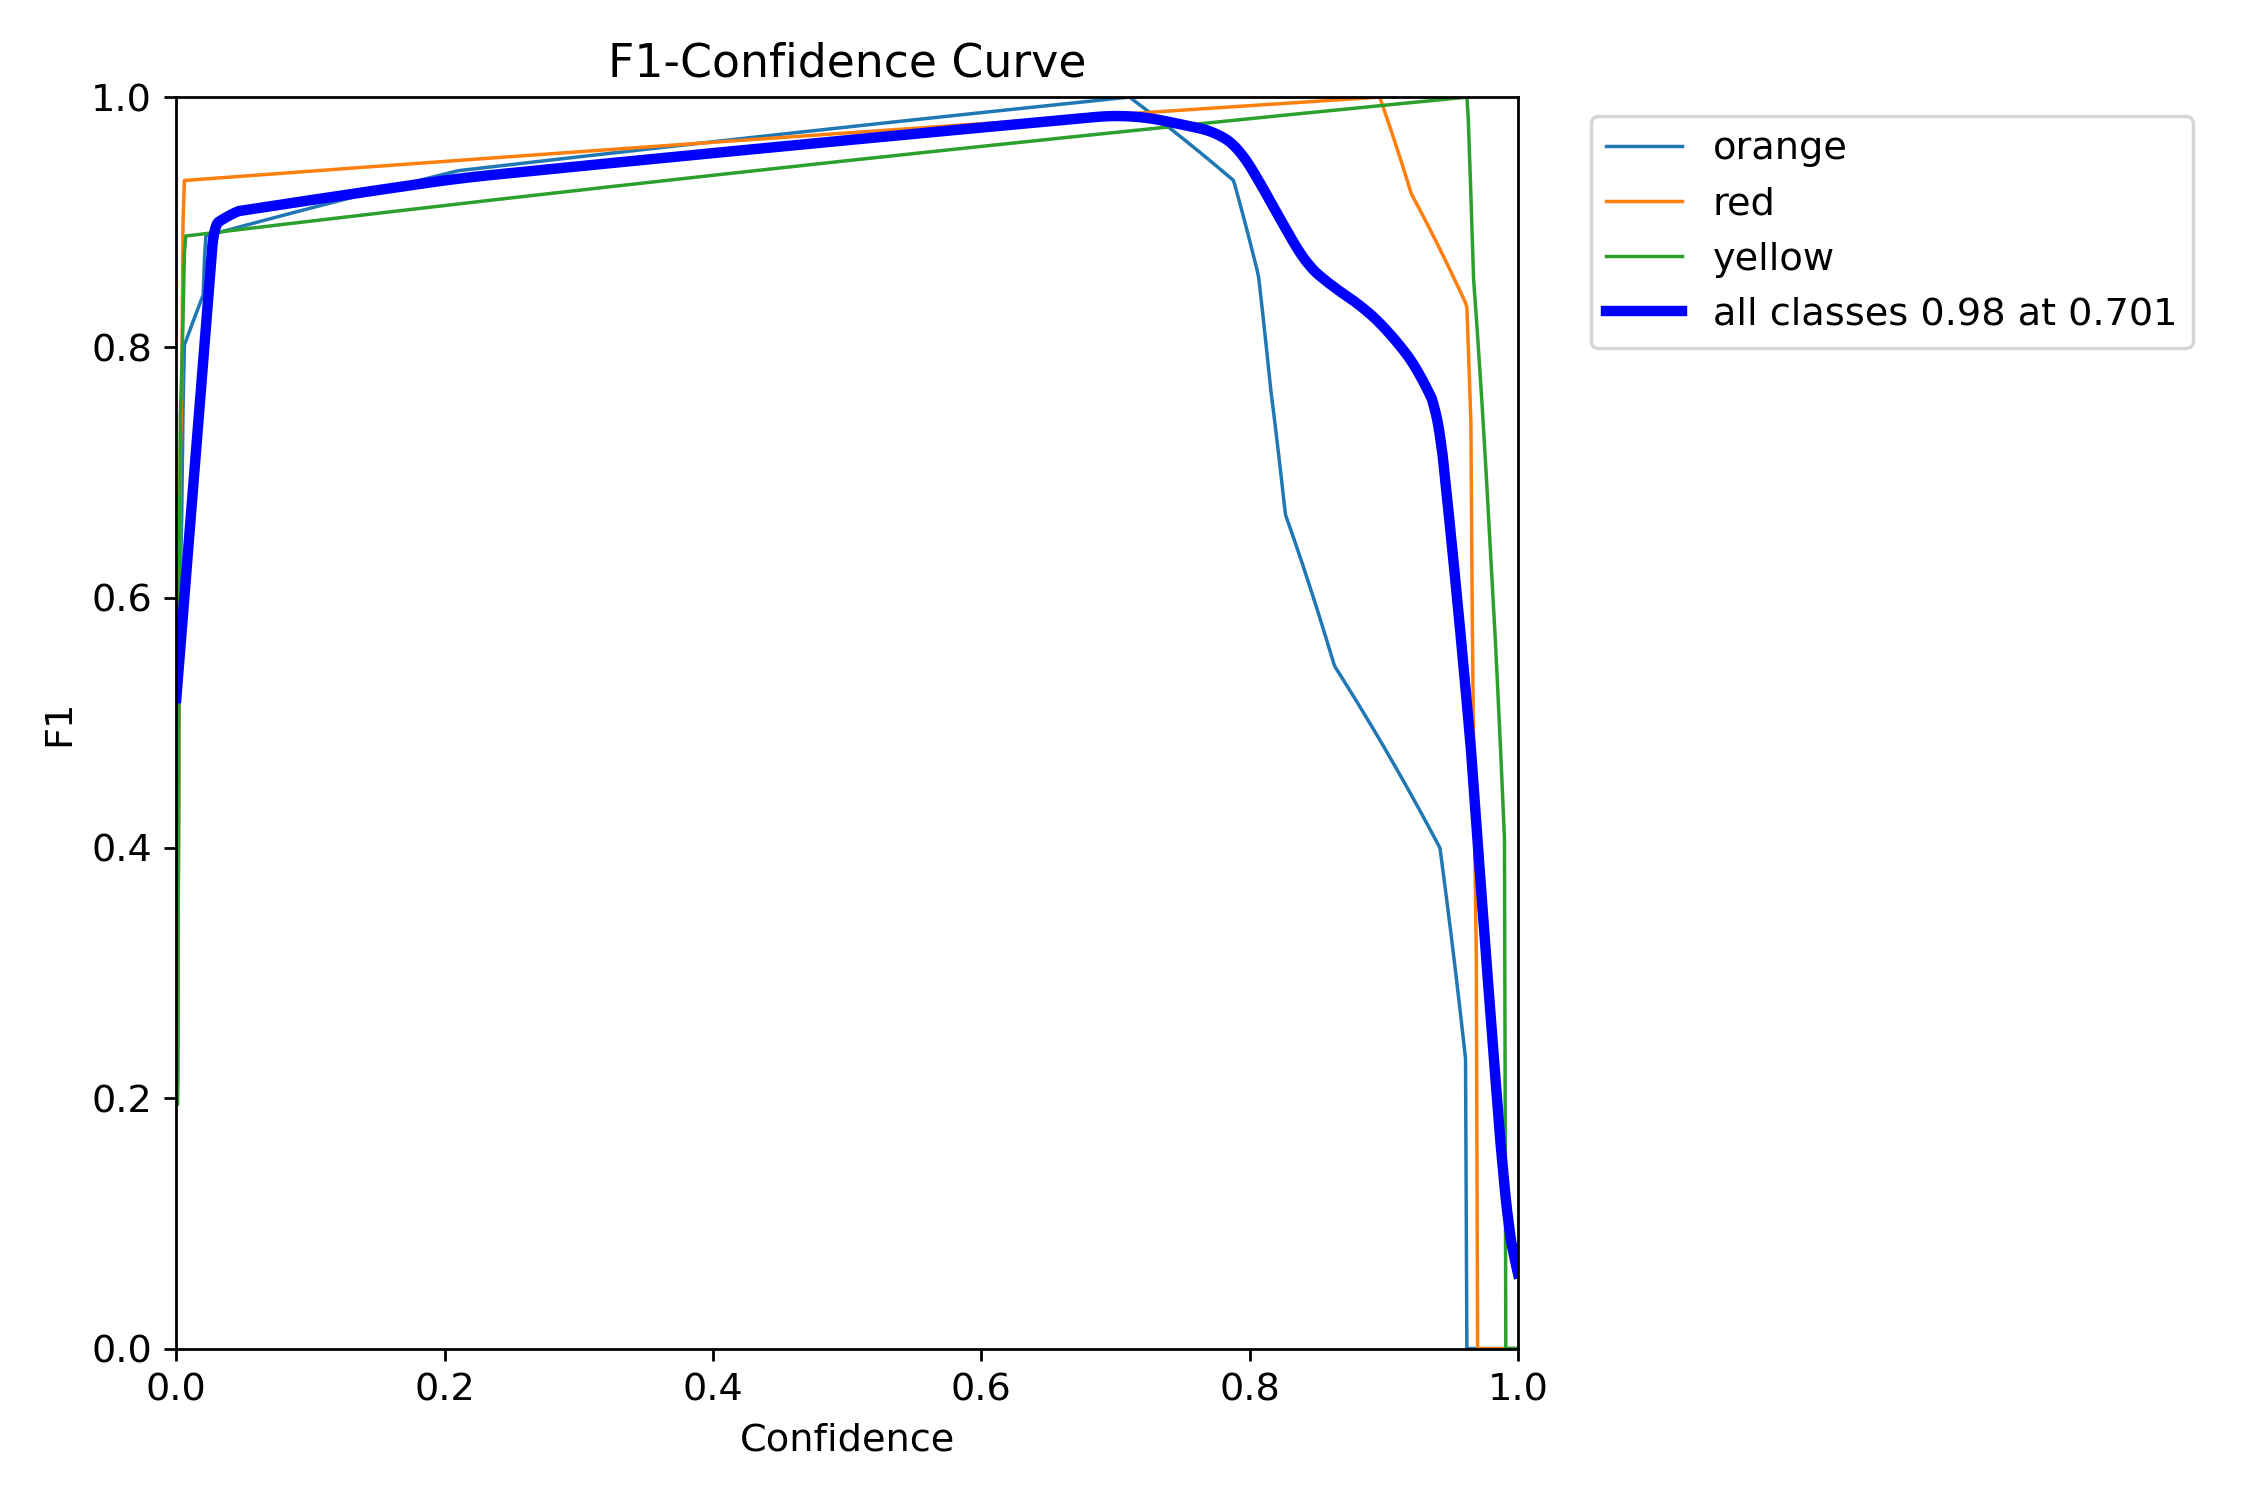 F1-Confidence Curve
1.0
0.8
0.6
0.4
0.2
0.0
F1
0.0 0.2 0.4 0.6 0.8 1.0
Confidence
orange
red
yellow
all classes 0.98 at 0.701